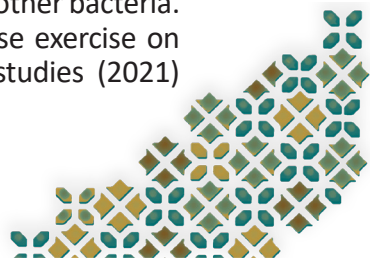 other bacteria.
se exercise on
studies (2021)